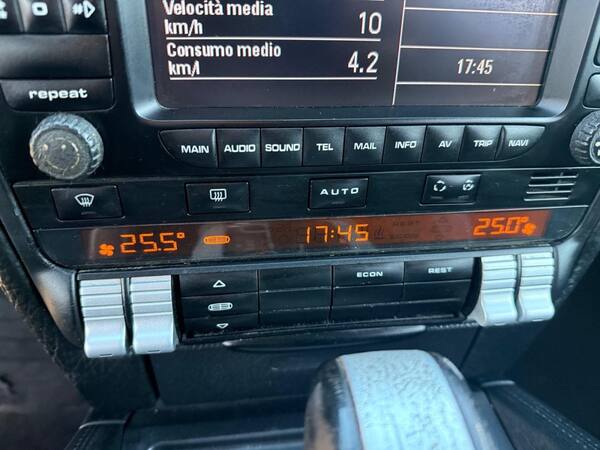 Velocità media
km/h 10
Consumo medio
km/l 4.2
17:45
repeat
MAIN AUDIO SOUND TEL MAIL INFO AV TRIP NAVI
AUTO
25.5° 17:45 25.0°
ECON REST